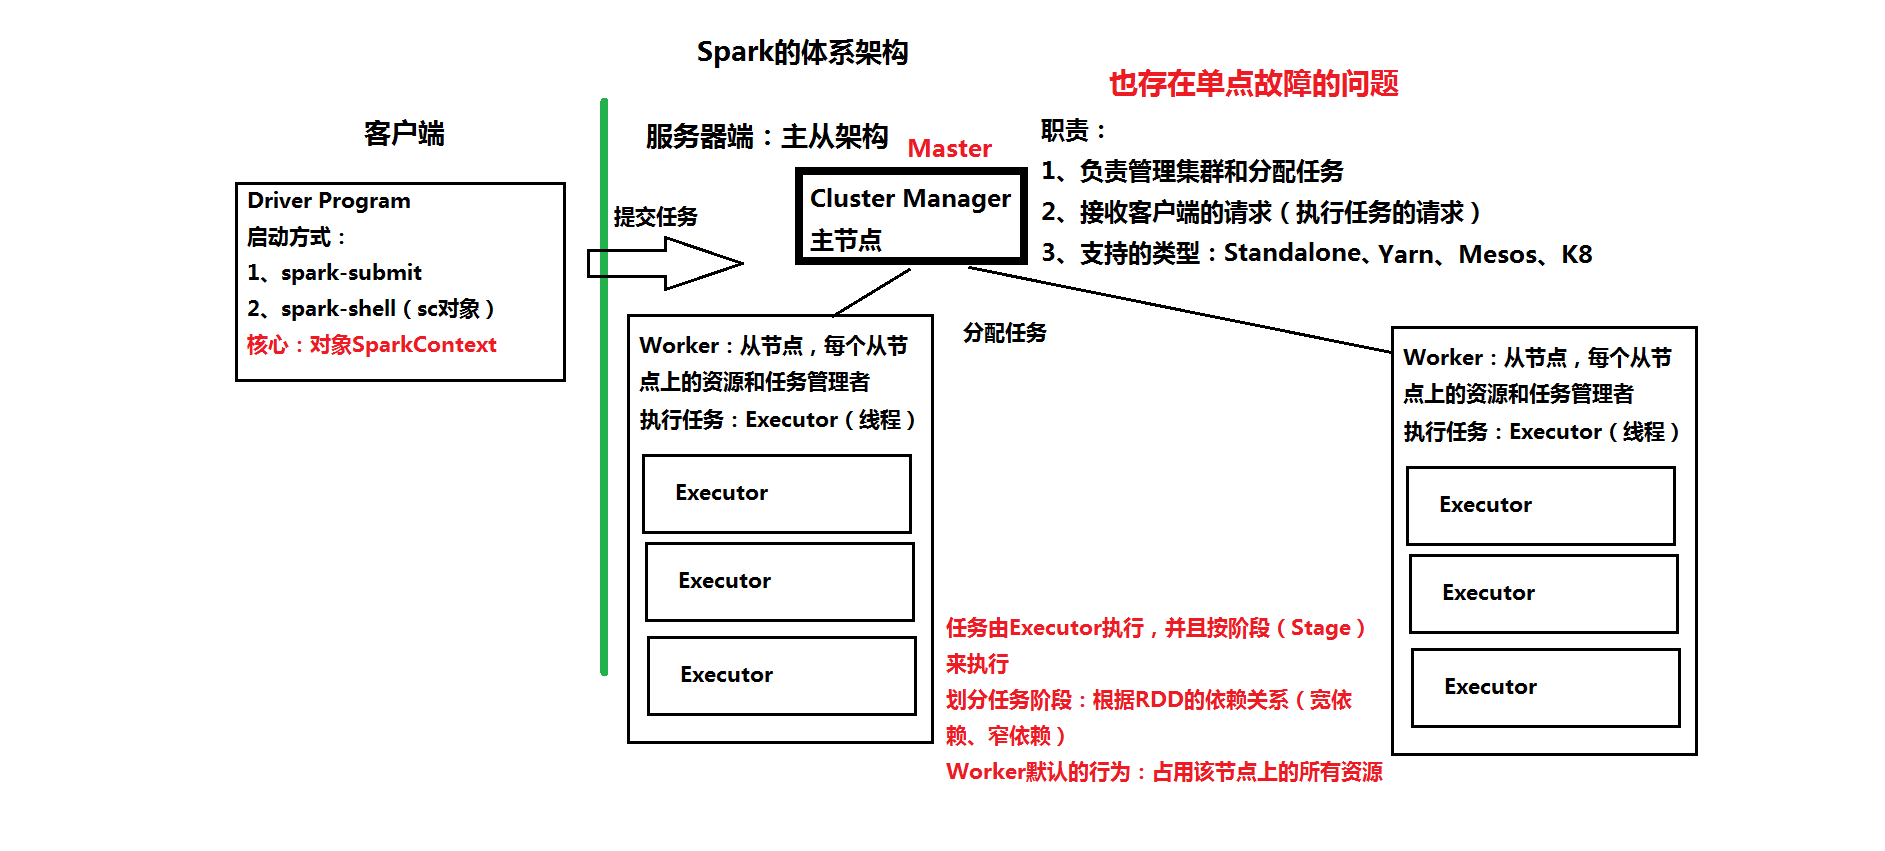 Spark的体系架构
也存在单点故障的问题
客户端
服务器端：主从架构
Master
职责：
1、负责管理集群和分配任务
2、接收客户端的请求（执行任务的请求）
3、支持的类型：Standalone、Yarn、Mesos、K8
Driver Program
启动方式：
1、spark-submit
2、spark-shell（sc对象）
核心：对象SparkContext
提交任务
Cluster Manager
主节点
分配任务
Worker：从节点，每个从节
点上的资源和任务管理者
执行任务：Executor（线程）
Executor
Executor
Executor
Worker：从节点，每个从节
点上的资源和任务管理者
执行任务：Executor（线程）
Executor
Executor
Executor
任务由Executor执行，并且按阶段（Stage）
来执行
划分任务阶段：根据RDD的依赖关系（宽依
赖、窄依赖）
Worker默认的行为：占用该节点上的所有资源